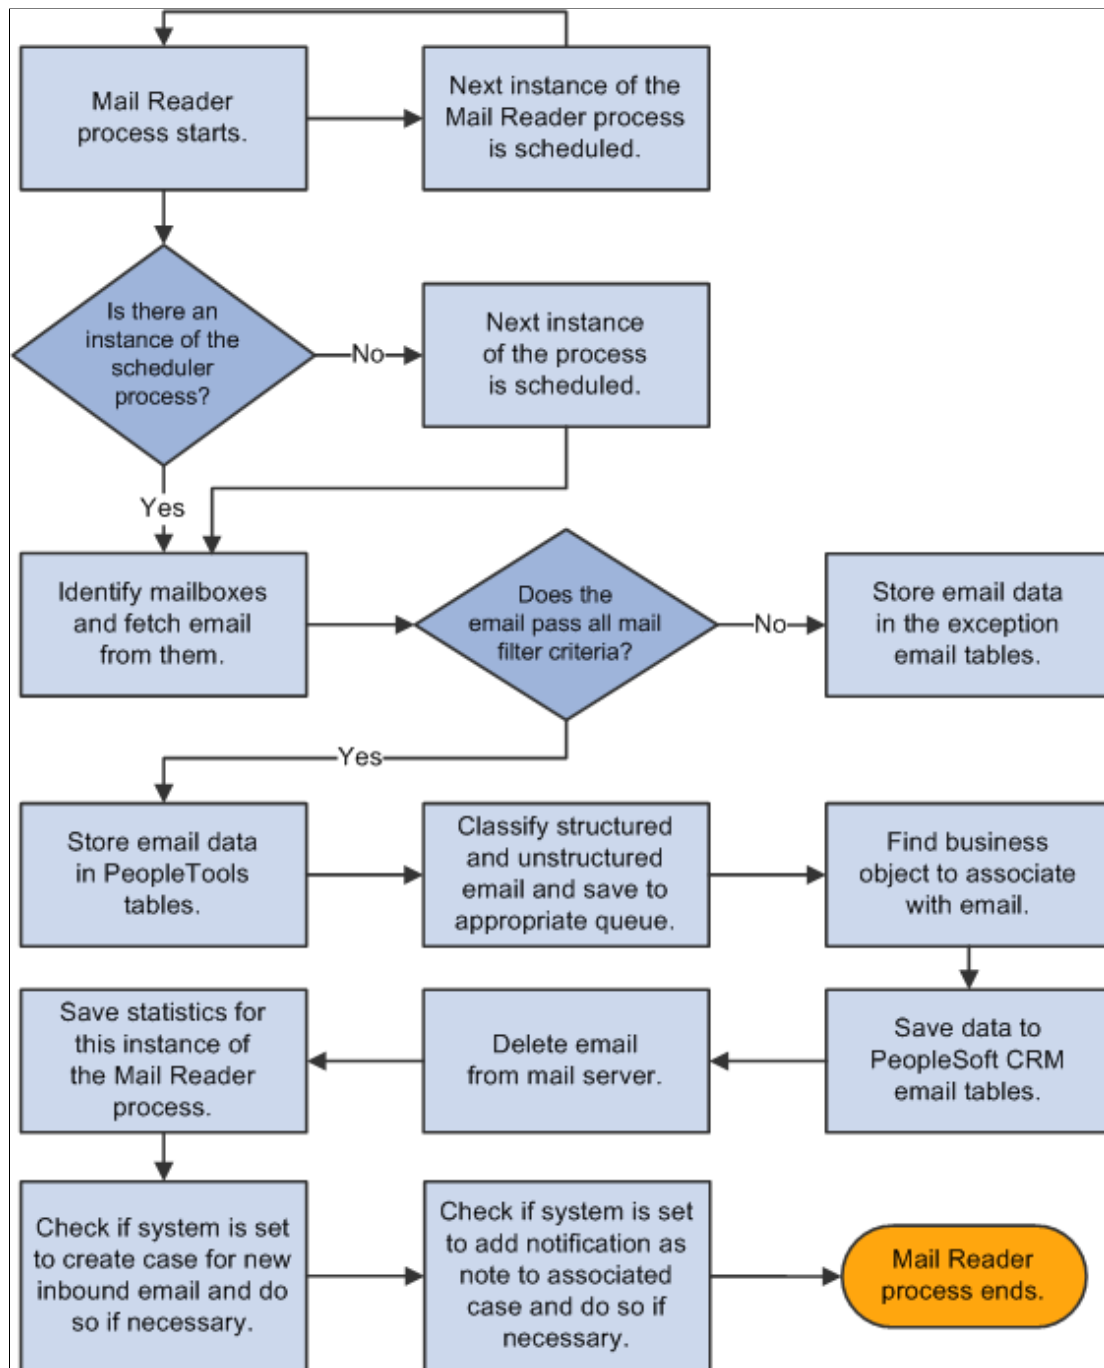 Mail Reader
process starts.
Next instance of the
Mail Reader process
is scheduled.
Is there an
instance of the
scheduler
process?
No
Next instance
of the process
is scheduled.
Yes
Identify mailboxes
and fetch email
from them.
Does the
email pass all mail
filter criteria?
No
Store email data
in the exception
email tables.
Yes
Store email data
in PeopleTools
tables.
Classify structured
and unstructured
email and save to
appropriate queue.
Find business
object to associate
with email.
Save data to
PeopleSoft CRM
email tables.
Delete email
from mail server.
Save statistics for
this instance of
the Mail Reader
process.
Check if system is set
to create case for new
inbound email and do
so if necessary.
Check if system is set
to add notification as
note to associated
case and do so if
necessary.
Mail Reader
process ends.